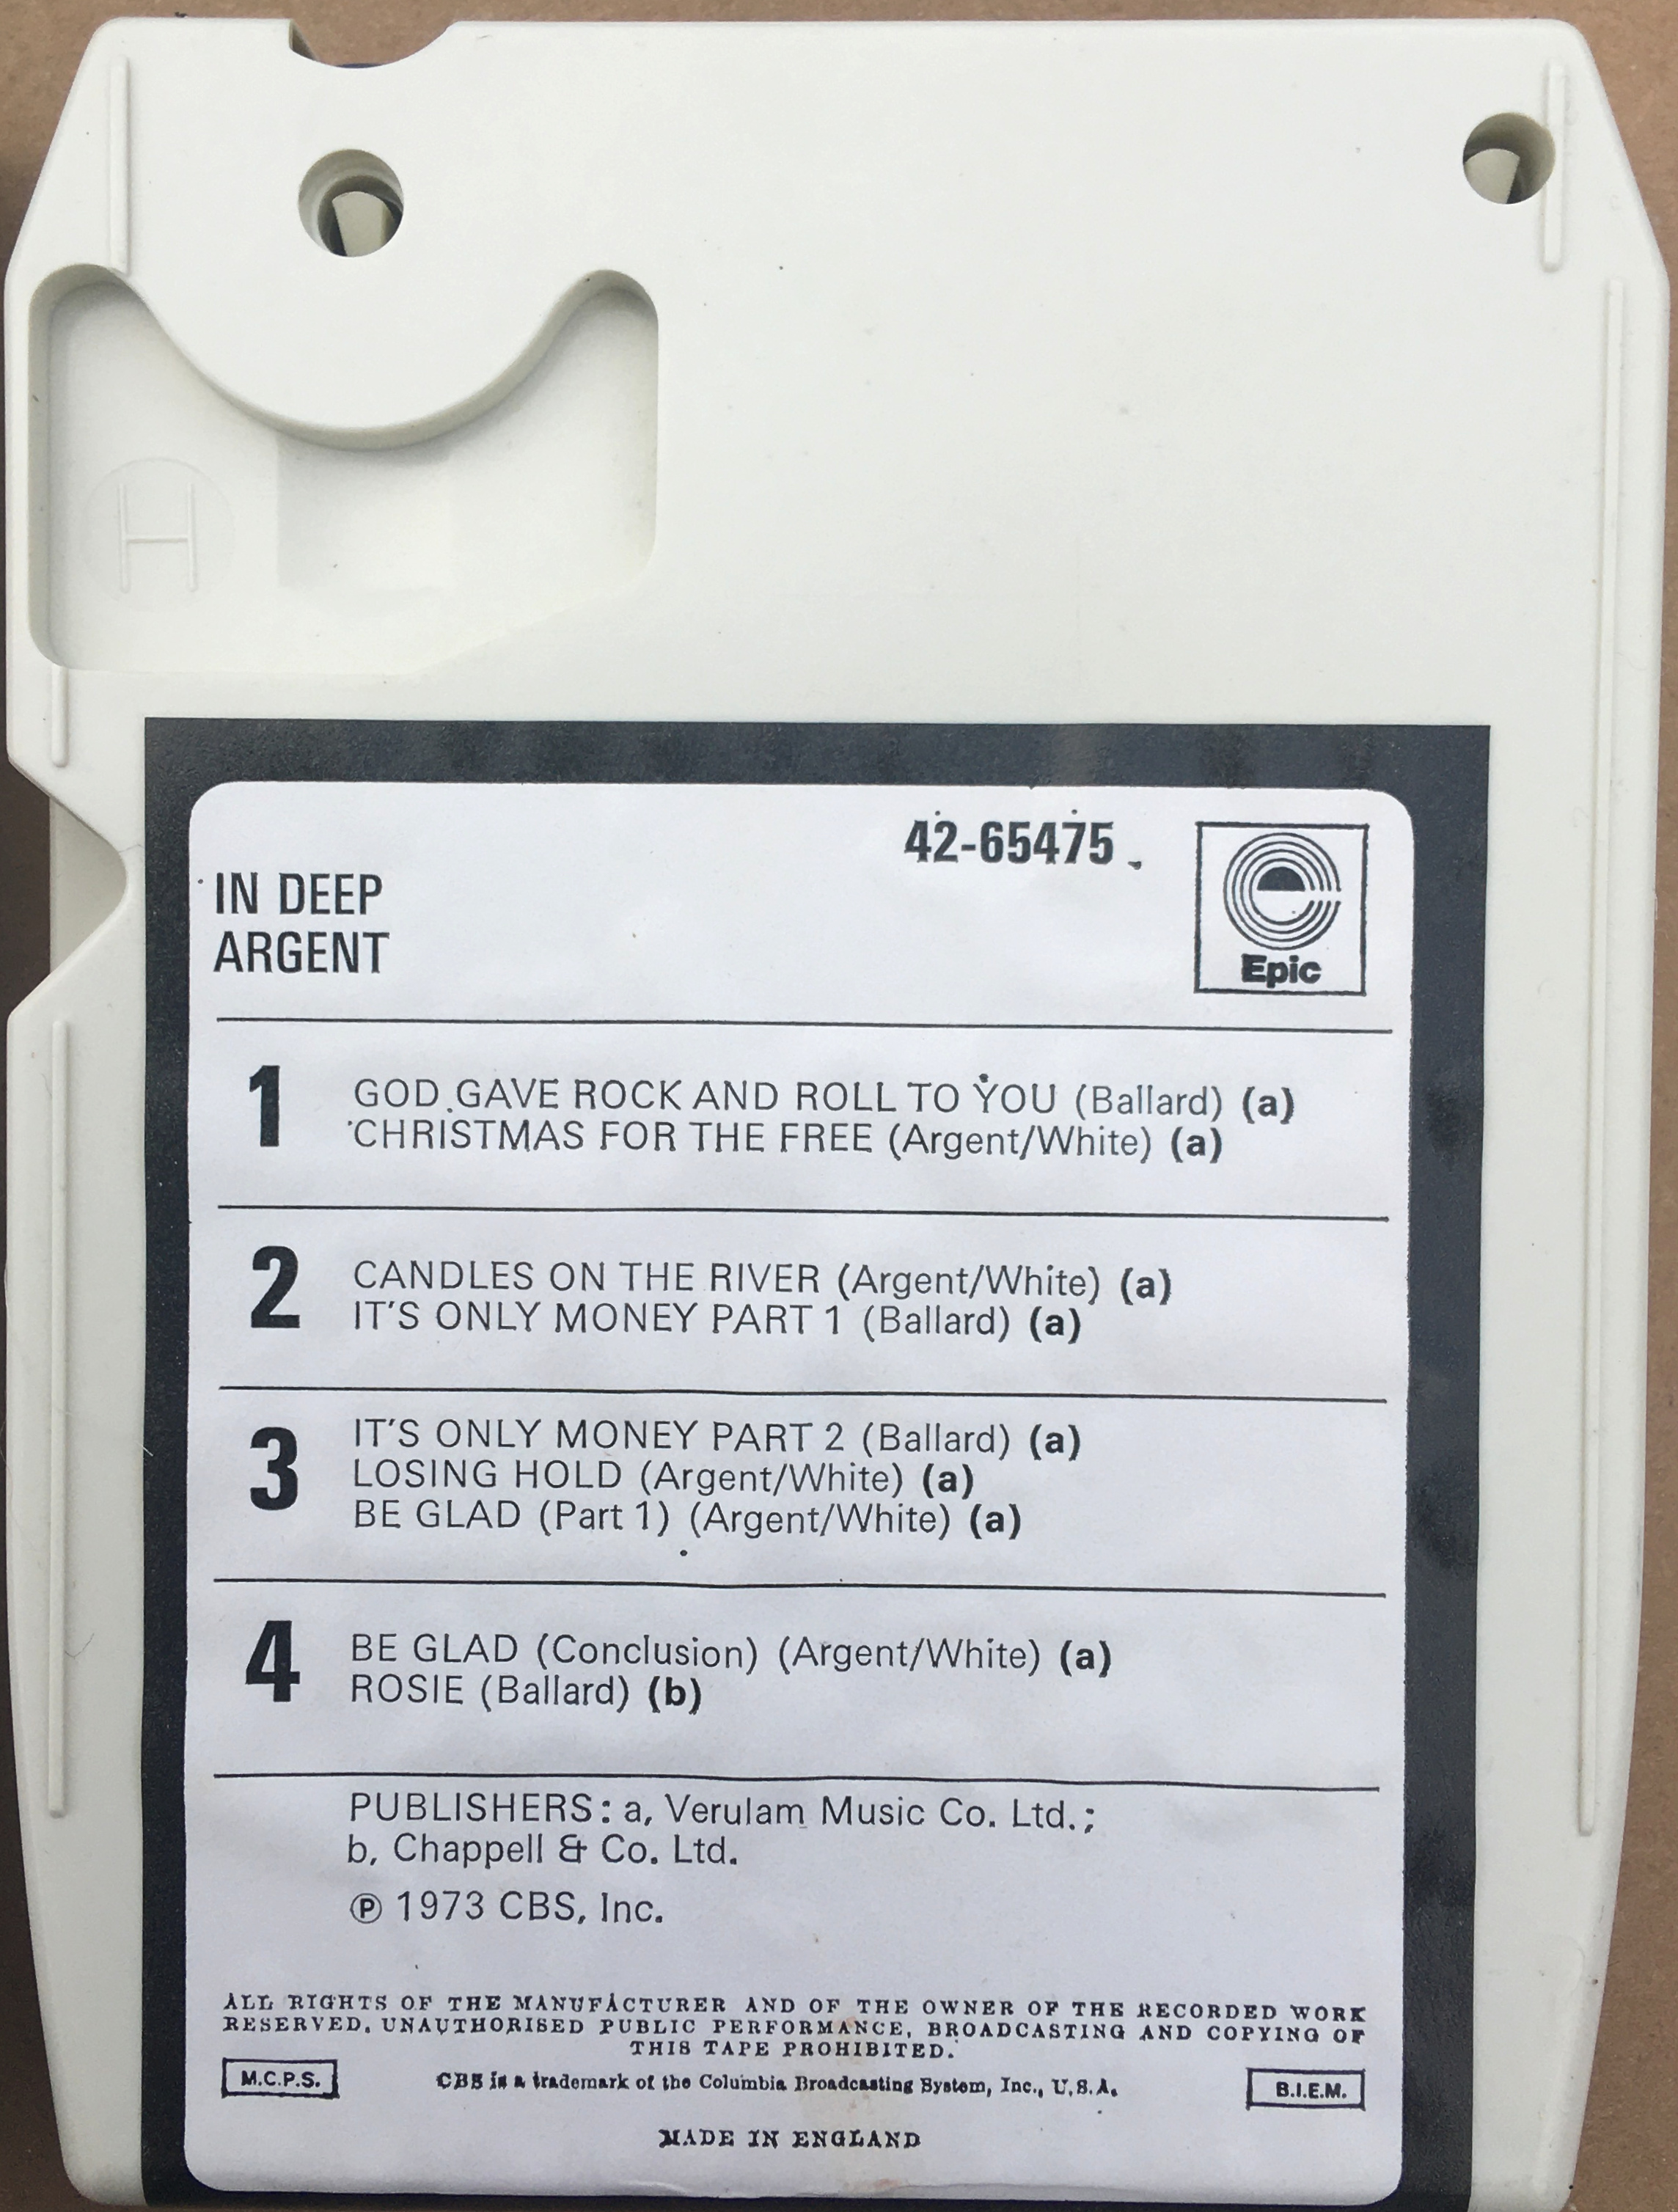 H
42-65475
Epic
IN DEEP
ARGENT
1
GOD GAVE ROCK AND ROLL TO YOU (Ballard) (a)
CHRISTMAS FOR THE FREE (Argent/White) (a)
2
CANDLES ON THE RIVER (Argent/White) (a)
IT'S ONLY MONEY PART 1 (Ballard) (a)
3
IT'S ONLY MONEY PART 2 (Ballard) (a)
LOSING HOLD (Argent/White) (a)
BE GLAD (Part 1) (Argent/White) (a)
4
BE GLAD (Conclusion) (Argent/White) (a)
ROSIE (Ballard) (b)
PUBLISHERS: a, Verulam Music Co. Ltd.;
b, Chappell & Co. Ltd.
℗ 1973 CBS, Inc.
ALL RIGHTS OF THE MANUFACTURER AND OF THE OWNER OF THE RECORDED WORK
RESERVED. UNAUTHORISED PUBLIC PERFORMANCE, BROADCASTING AND COPYING OF
THIS TAPE PROHIBITED.
M.C.P.S.
CBS is a trademark of the Columbia Broadcasting System, Inc., U.S.A.
B.I.E.M.
MADE IN ENGLAND